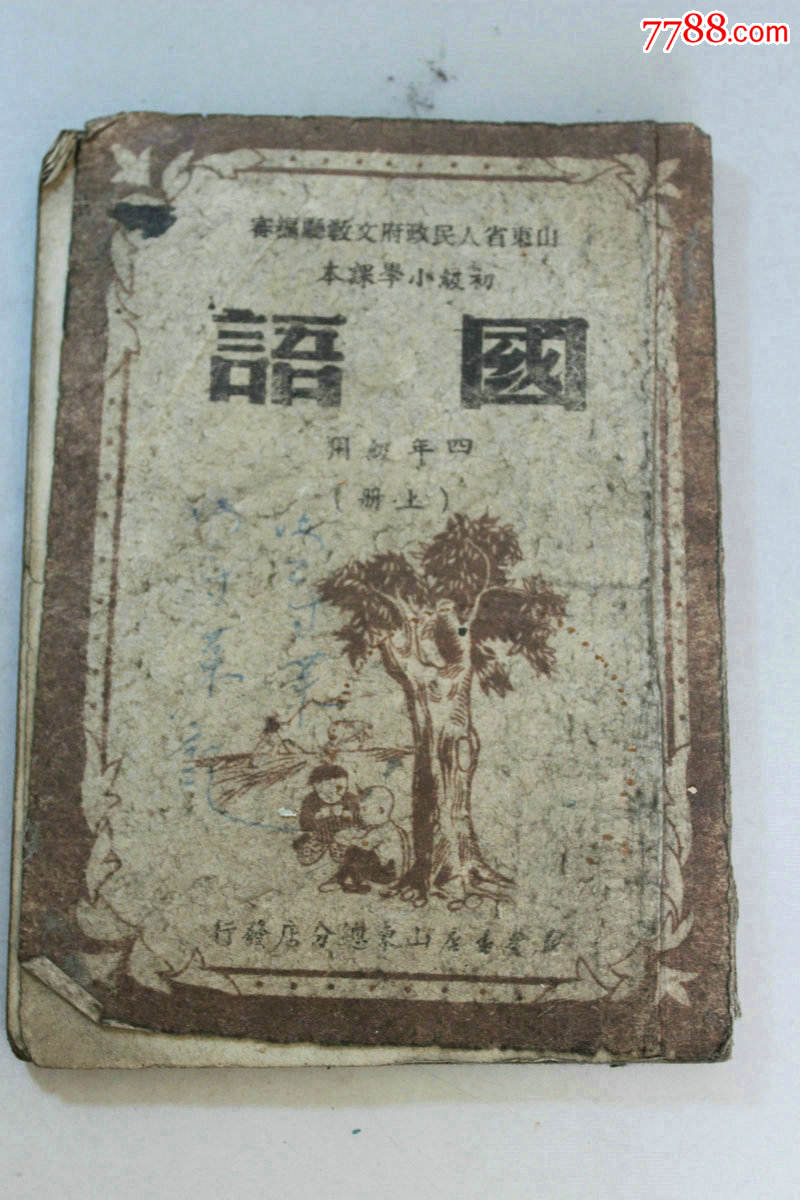 7788.com
山東省人民政府文教廳編審
初級小學課本
國語
四年級用
(上册)
新華書店山東總分店發行